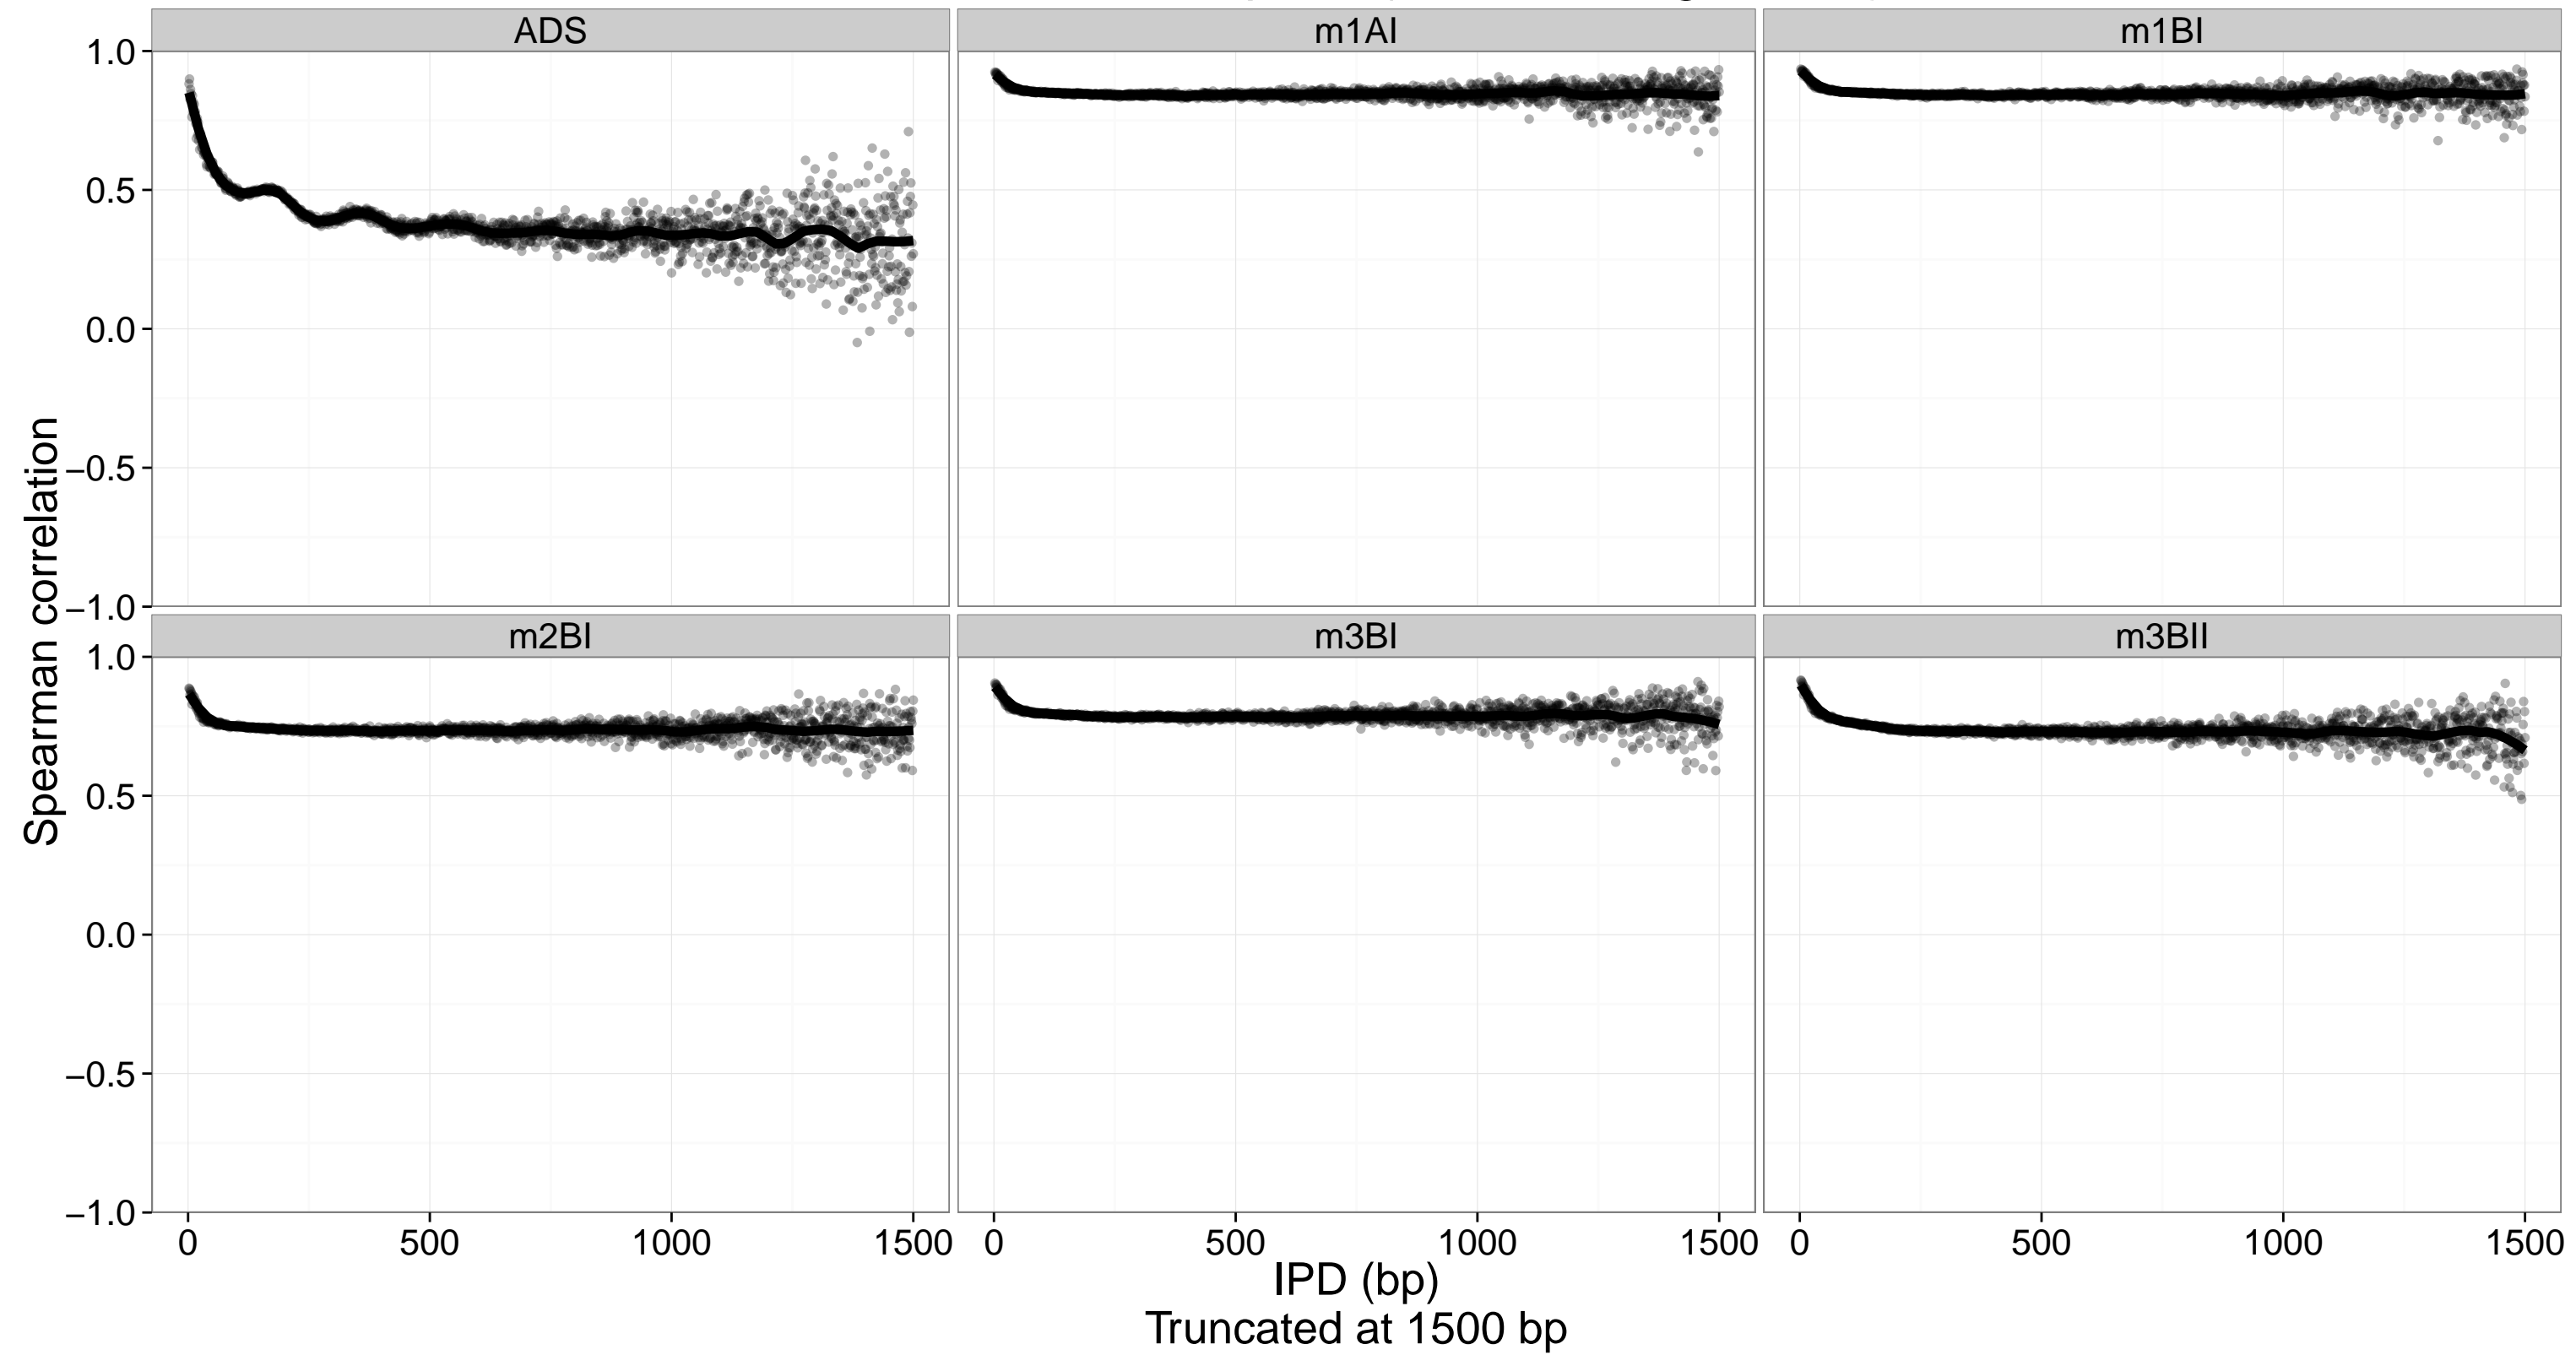 ADS m1AI m1BI
1.0
0.5
0.0
−0.5
−1.0
m2BI m3BI m3BII
1.0
0.5
0.0
−0.5
−1.0
Spearman correlation
0 500 1000 1500 0 500 1000 1500 0 500 1000 1500
IPD (bp)
Truncated at 1500 bp